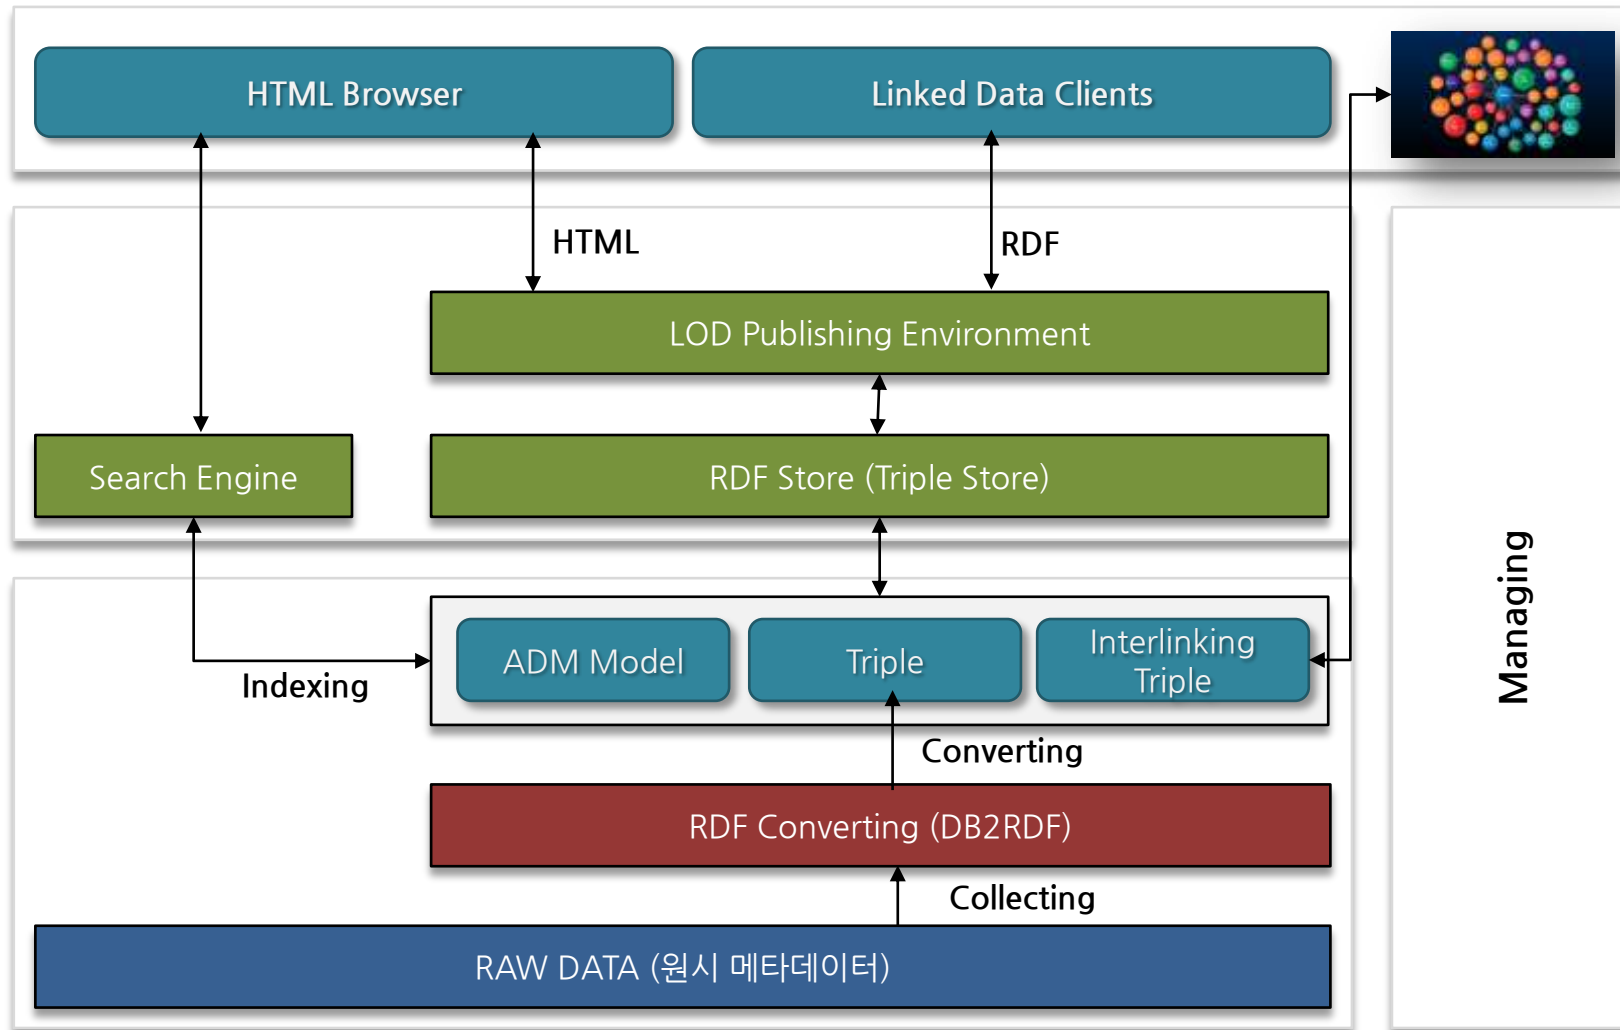 HTML Browser
Linked Data Clients
HTML
RDF
LOD Publishing Environment
Search Engine
RDF Store (Triple Store)
Managing
ADM Model
Triple
Interlinking
Triple
Indexing
Converting
RDF Converting (DB2RDF)
Collecting
RAW DATA (원시 메타데이터)